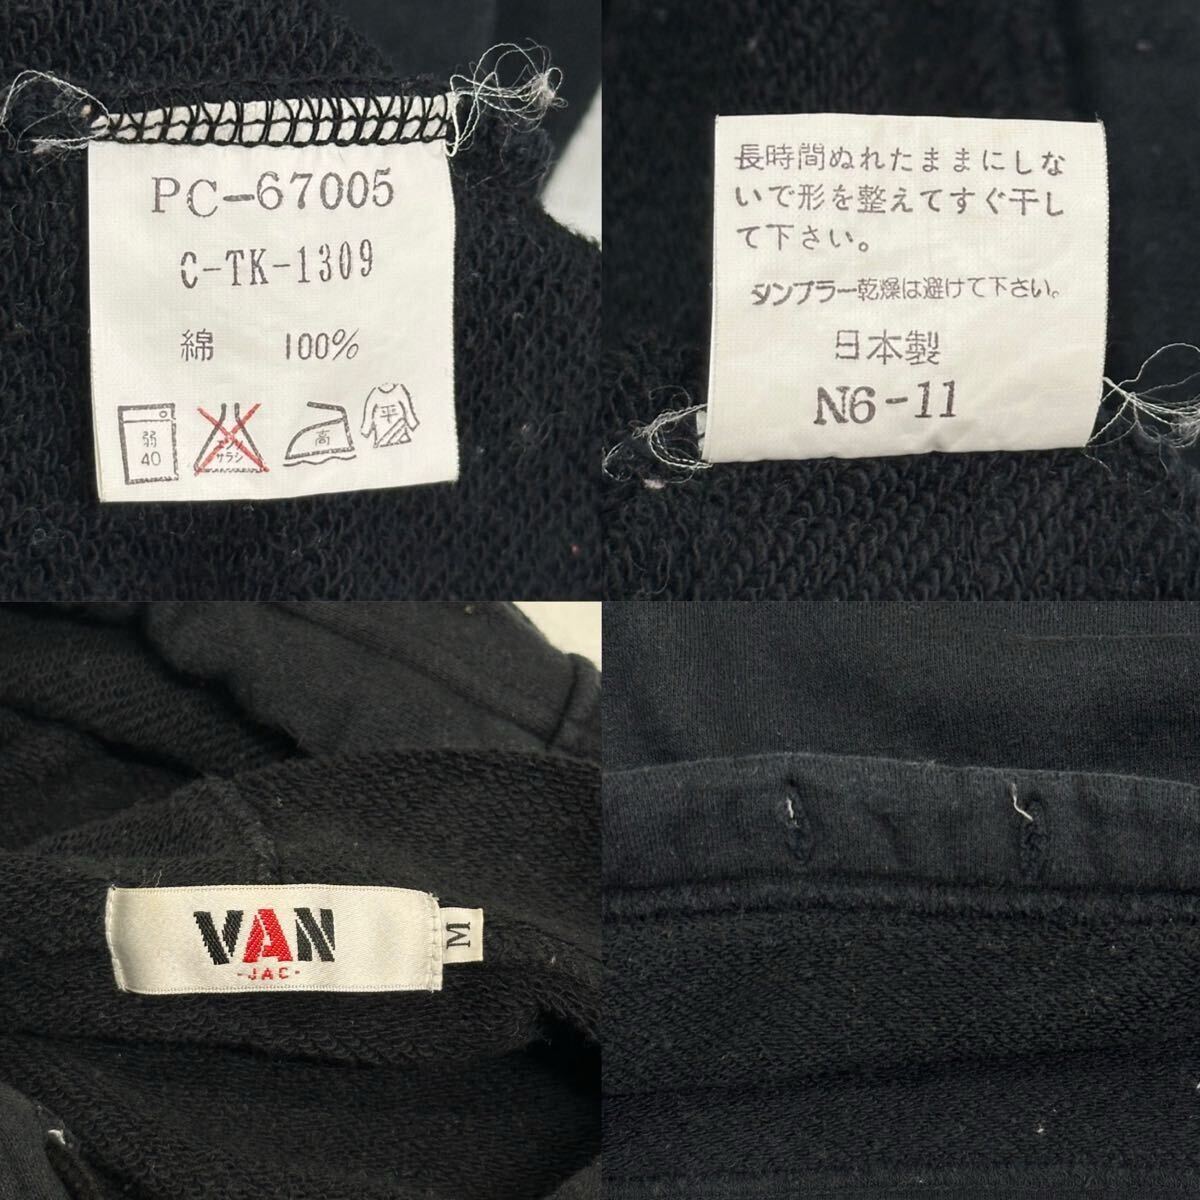 PC-67005
C-TK-1309
綿 100%
弱
40
サラシ
高
平
長時間ぬれたままにしな
いで形を整えてすぐ干し
て下さい。
タンブラー乾燥は避けて下さい。
日本製
N6-11
VAN
-JAC-
M